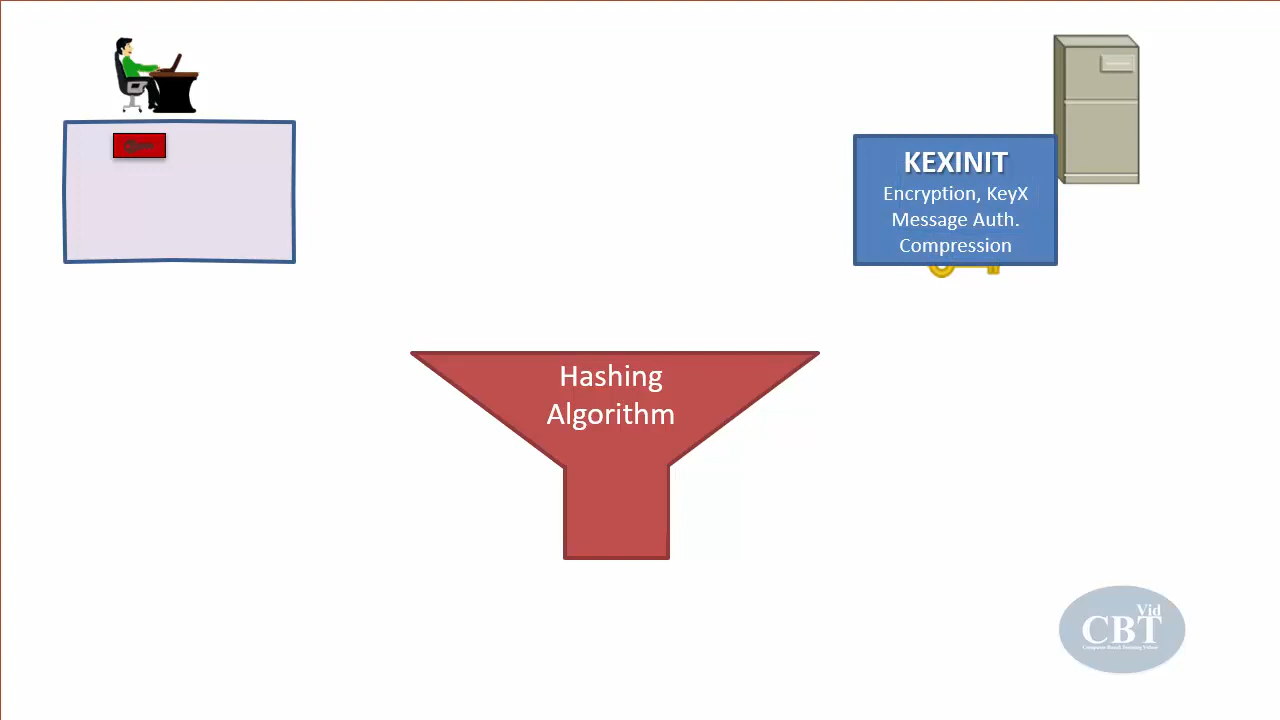 KEXINIT
Encryption, KeyX
Message Auth.
Compression
Hashing
Algorithm
Vid
CBT